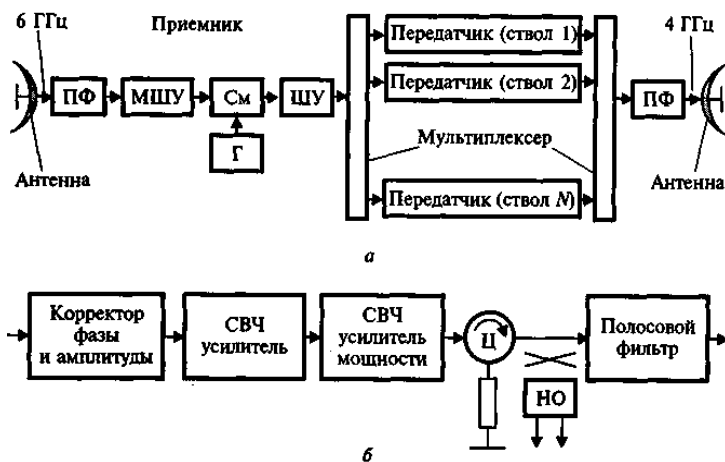 6 ГГц
Приемник
Передатчик (ствол 1)
4 ГГц
Передатчик (ствол 2)
ПФ
МШУ
См
ШУ
ПФ
Г
Мультиплексер
Антенна
Передатчик (ствол N)
Антенна
а
Корректор
фазы
и амплитуды
СВЧ
усилитель
СВЧ
усилитель
мощности
Ц
Полосовой
фильтр
НО
б